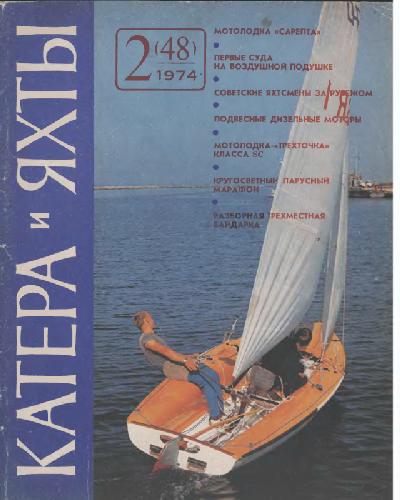 КАТЕРА и ЯХТЫ
2 (48)
1974
МОТОЛОДКА «САРЕПТА»
ПЕРВЫЕ СУДА
НА ВОЗДУШНОЙ ПОДУШКЕ
СОВЕТСКИЕ ЯХТСМЕНЫ ЗА РУБЕЖОМ
ПОДВЕСНЫЕ ДИЗЕЛЬНЫЕ МОТОРЫ
МОТОЛОДКА-«ТРЕХТОЧКА»
КЛАССА SC
КРУГОСВЕТНЫЙ ПАРУСНЫЙ
МАРАФОН
РАЗБОРНАЯ ТРЕХМЕСТНАЯ
БАЙДАРКА